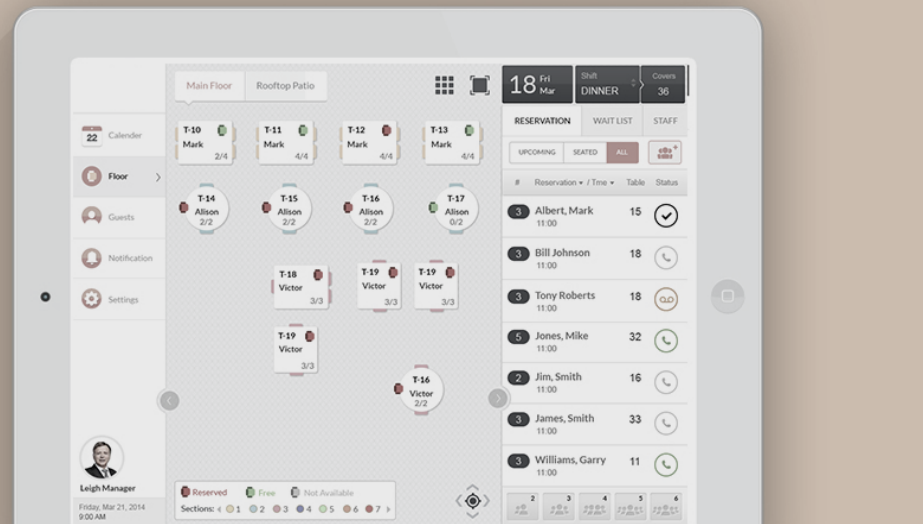 Main Floor
Rooftop Patio
22
Calender
Floor
Guests
Notification
Settings
Leigh Manager
Friday, Mar 21, 2014
9:00 AM
T-10
Mark
2/4
T-11
Mark
4/4
T-12
Mark
4/4
T-13
Mark
4/4
T-14
Alison
2/2
T-15
Alison
2/2
T-16
Alison
2/2
T-17
Alison
0/2
T-18
Victor
3/3
T-19
Victor
3/3
T-19
Victor
3/3
T-19
Victor
3/3
T-16
Victor
2/2
Reserved Free Not Available
Sections: 1 2 3 4 5 6 7
18 Fri
Mar
Shift
DINNER
Covers
36
RESERVATION WAIT LIST STAFF
UPCOMING SEATED ALL
# Reservation / Tme Table Status
3 Albert, Mark 15
11:00
3 Bill Johnson 18
11:00
3 Tony Roberts 18
11:00
5 Jones, Mike 32
11:00
2 Jim, Smith 16
11:00
3 James, Smith 33
11:00
3 Williams, Garry 11
11:00
2 3 4 5 6